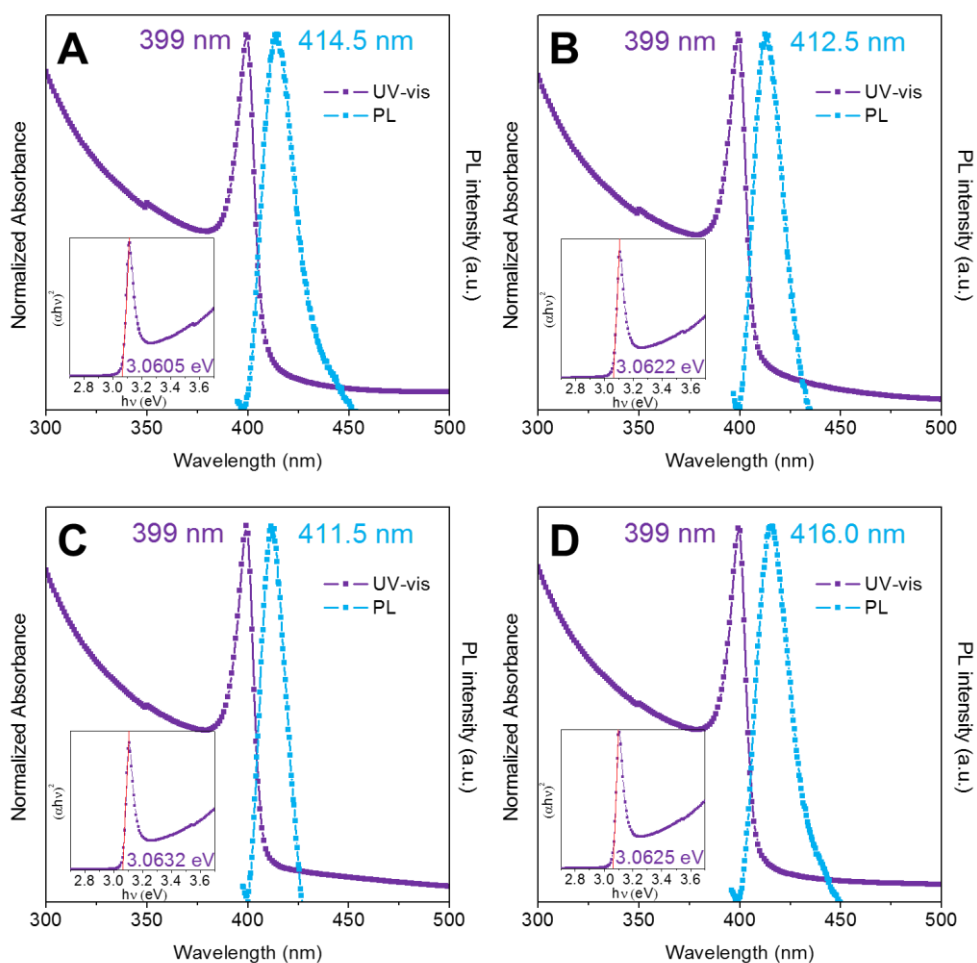 A
399 nm
414.5 nm
UV-vis
PL
Normalized Absorbance
PL intensity (a.u.)
(αhν)²
3.0605 eV
2.8 3.0 3.2 3.4 3.6
hν (eV)
300 350 400 450 500
Wavelength (nm)
B
399 nm
412.5 nm
UV-vis
PL
Normalized Absorbance
PL intensity (a.u.)
(αhν)²
3.0622 eV
2.8 3.0 3.2 3.4 3.6
hν (eV)
300 350 400 450 500
Wavelength (nm)
C
399 nm
411.5 nm
UV-vis
PL
Normalized Absorbance
PL intensity (a.u.)
(αhν)²
3.0632 eV
2.8 3.0 3.2 3.4 3.6
hν (eV)
300 350 400 450 500
Wavelength (nm)
D
399 nm
416.0 nm
UV-vis
PL
Normalized Absorbance
PL intensity (a.u.)
(αhν)²
3.0625 eV
2.8 3.0 3.2 3.4 3.6
hν (eV)
300 350 400 450 500
Wavelength (nm)